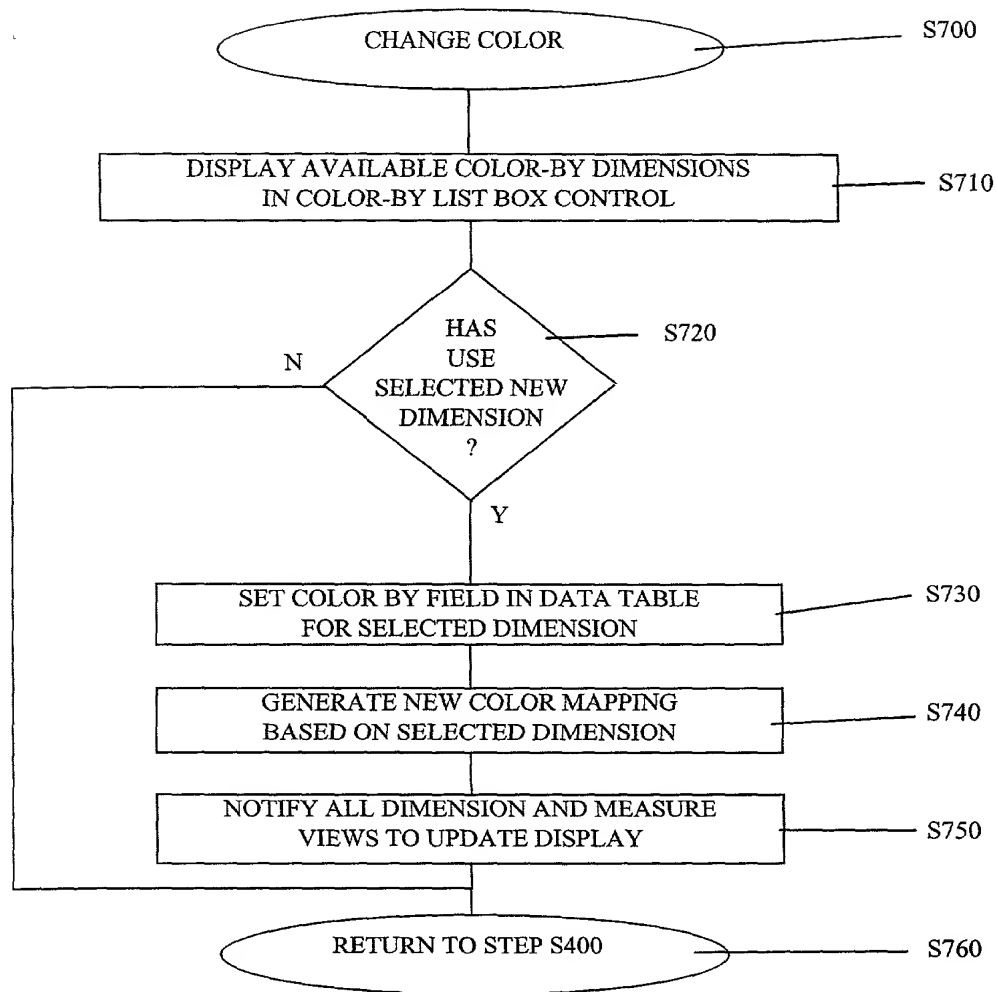 CHANGE COLOR
S700
DISPLAY AVAILABLE COLOR-BY DIMENSIONS
IN COLOR-BY LIST BOX CONTROL
S710
HAS
USE
SELECTED NEW
DIMENSION
?
S720
N
Y
SET COLOR BY FIELD IN DATA TABLE
FOR SELECTED DIMENSION
S730
GENERATE NEW COLOR MAPPING
BASED ON SELECTED DIMENSION
S740
NOTIFY ALL DIMENSION AND MEASURE
VIEWS TO UPDATE DISPLAY
S750
RETURN TO STEP S400
S760